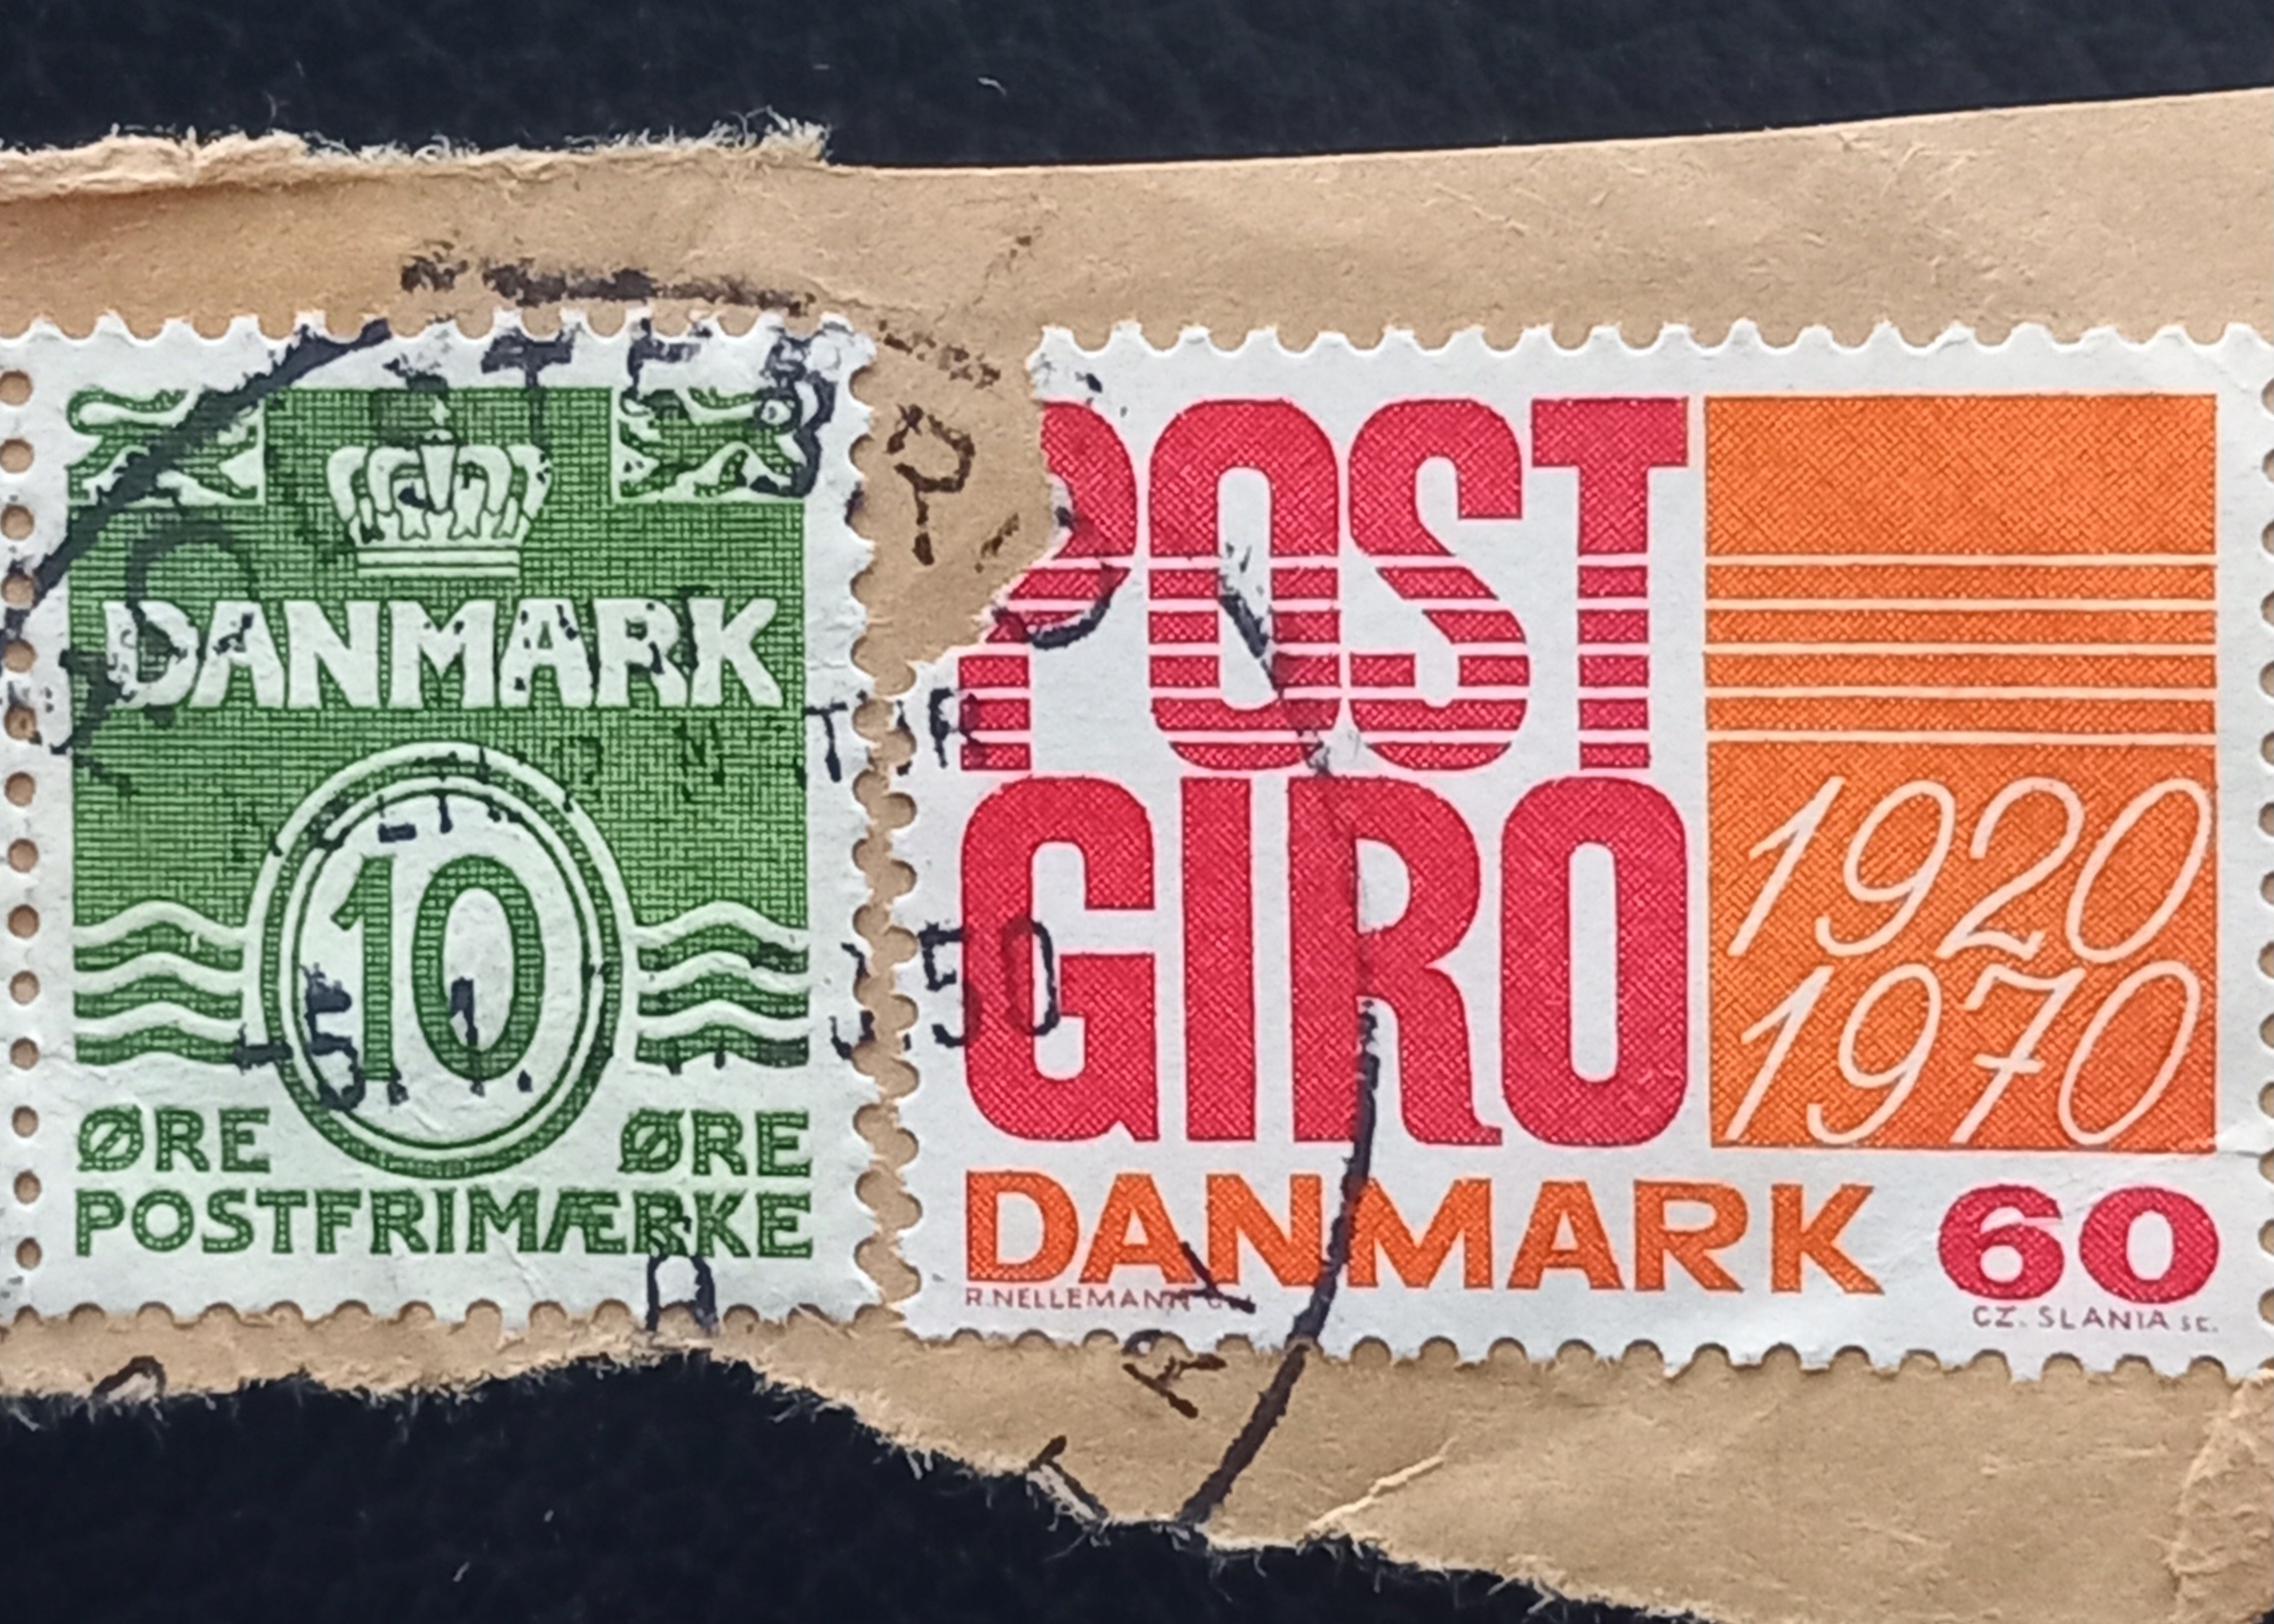 DANMARK
10
ØRE ØRE
POSTFRIMÆRKE
POST
GIRO
1920
1970
DANMARK 60
R. NELLEMANN
CZ. SLANIA SC.